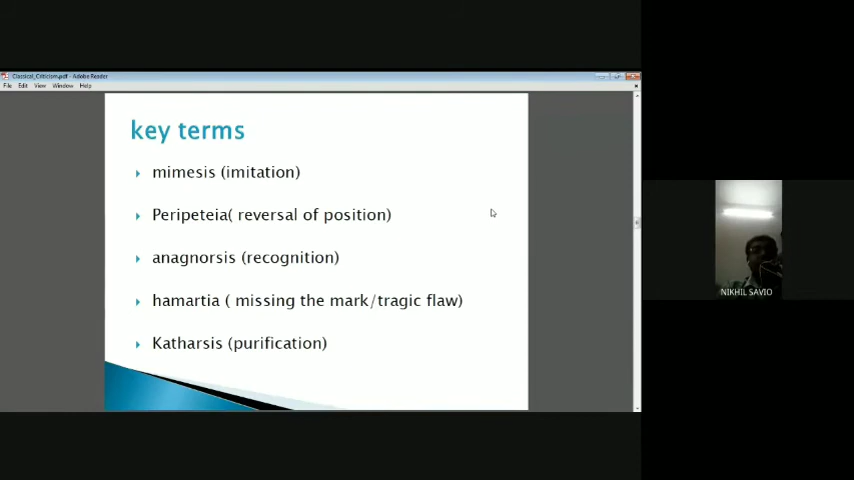 Classical_Criticism.pdf - Adobe Reader
File Edit View Window Help
key terms
mimesis (imitation)
Peripeteia( reversal of position)
anagnorsis (recognition)
hamartia ( missing the mark/tragic flaw)
Katharsis (purification)
NIKHIL SAVIO